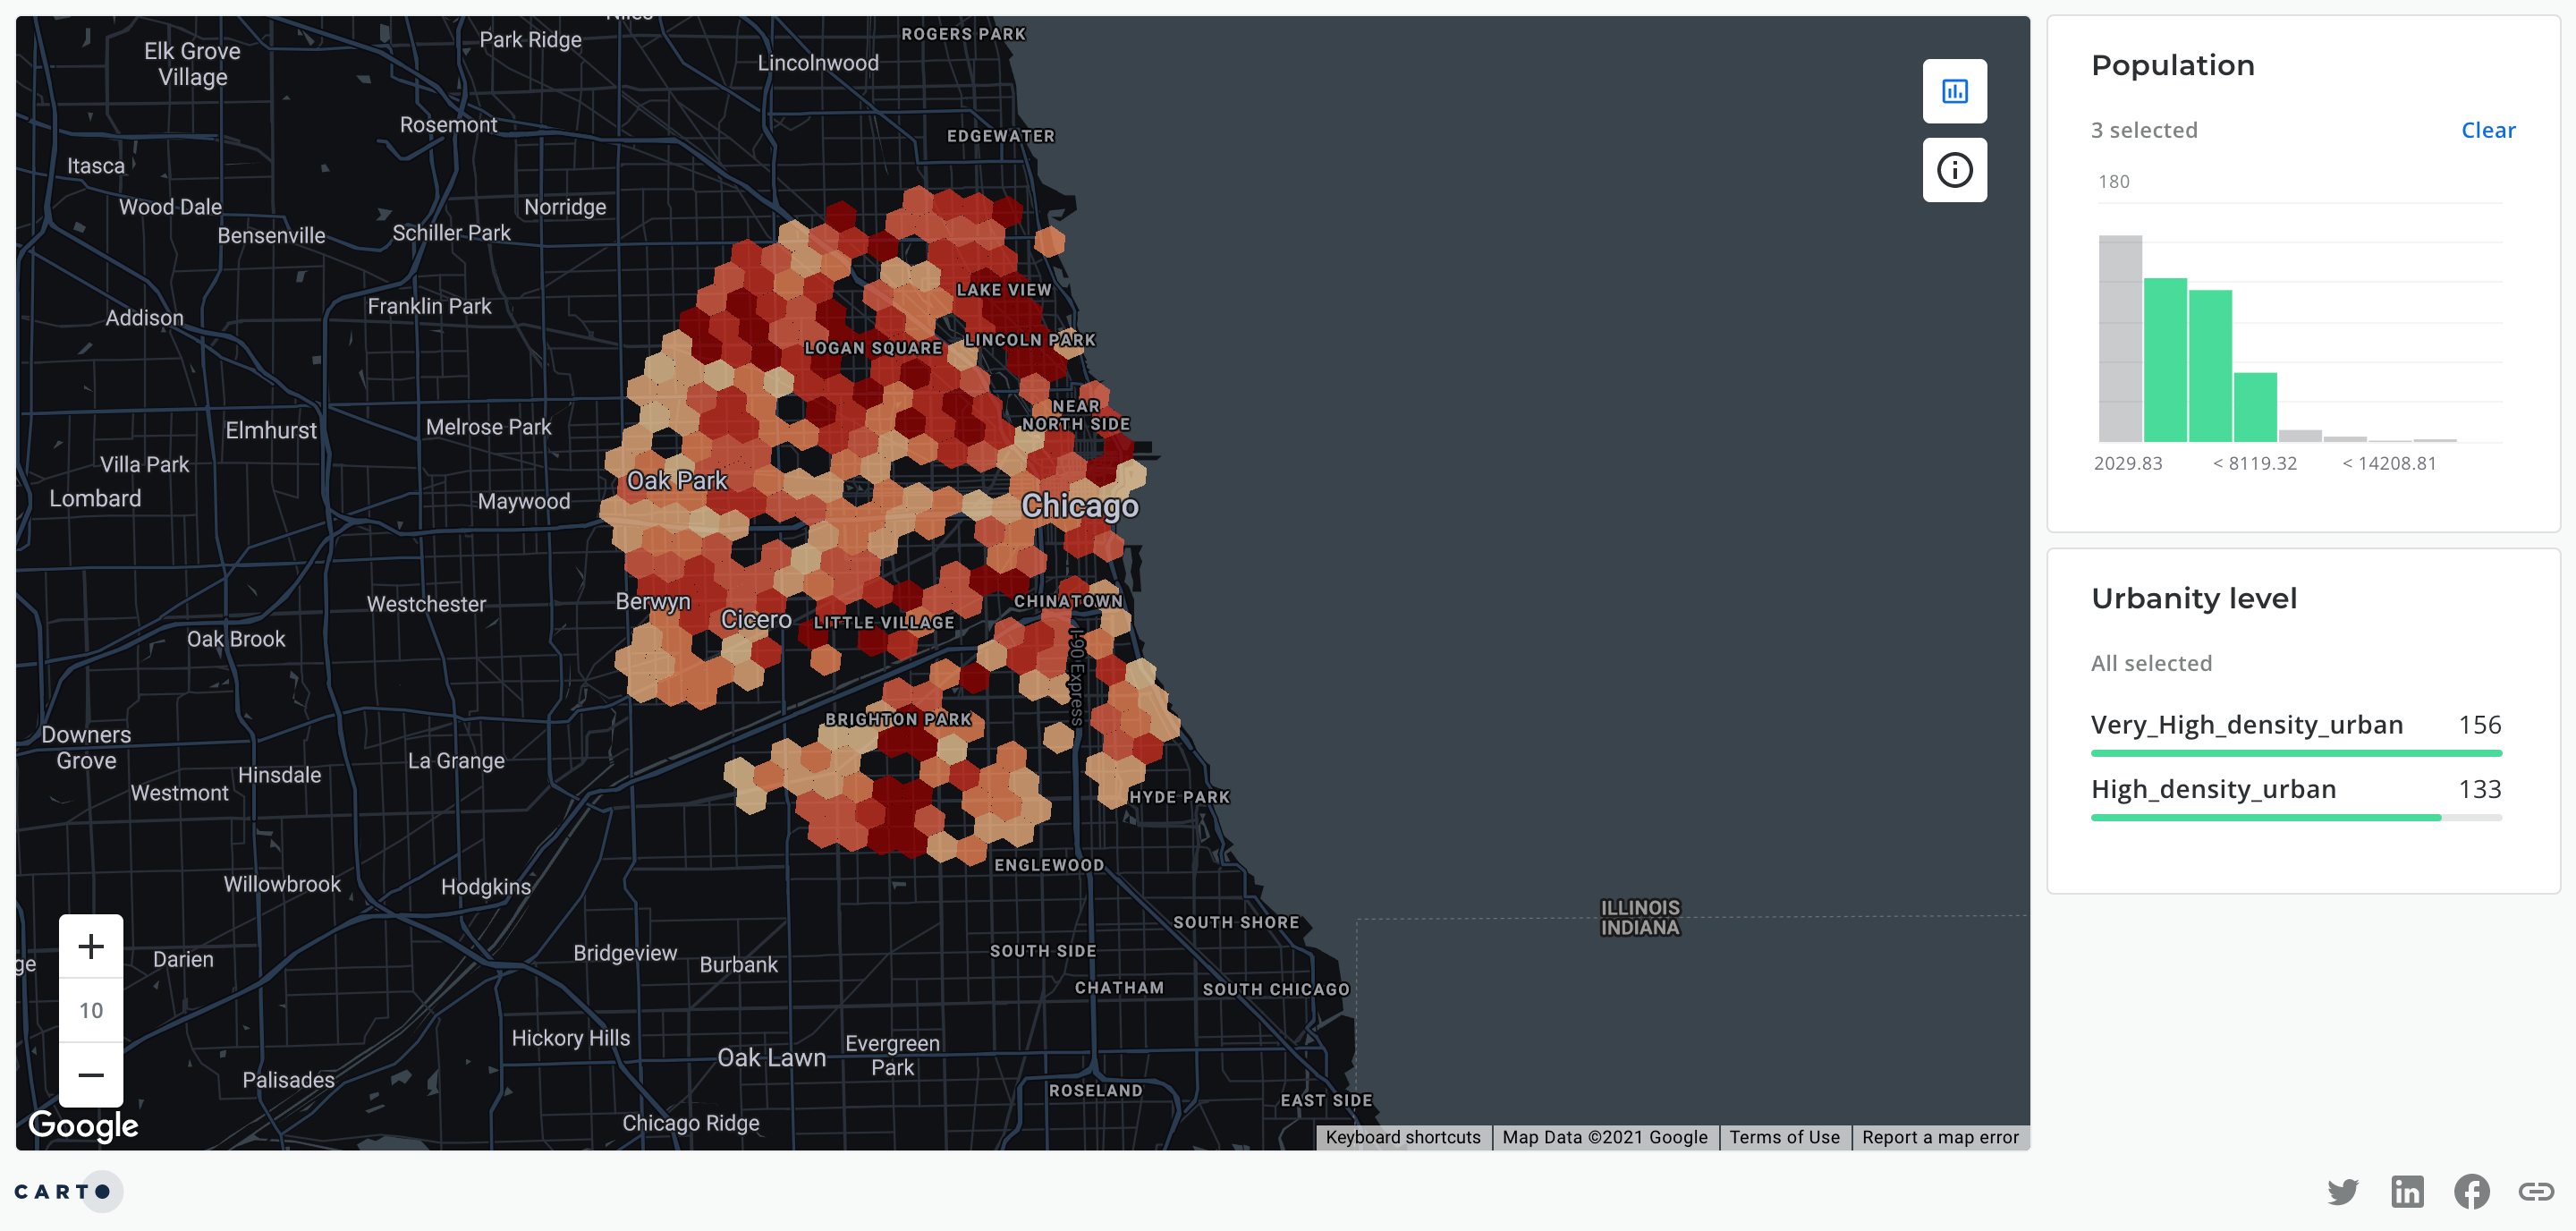 ROGERS PARK
Park Ridge
Elk Grove
Village
Lincolnwood
Rosemont
EDGEWATER
Itasca
Wood Dale
Norridge
Bensenville
Schiller Park
LAKE VIEW
Franklin Park
Addison
LINCOLN PARK
LOGAN SQUARE
NEAR
NORTH SIDE
Elmhurst
Melrose Park
Villa Park
Oak Park
Lombard
Maywood
Chicago
Westchester
Berwyn
CHINATOWN
Cicero
LITTLE VILLAGE
Oak Brook
I-90 Express
BRIGHTON PARK
Downers
Grove
La Grange
Hinsdale
Westmont
HYDE PARK
ENGLEWOOD
Willowbrook
Hodgkins
ILLINOIS
INDIANA
SOUTH SHORE
SOUTH SIDE
Bridgeview
Burbank
Darien
ge
CHATHAM
SOUTH CHICAGO
10
Hickory Hills
Evergreen
Park
Oak Lawn
Palisades
ROSELAND
EAST SIDE
Chicago Ridge
Google
Keyboard shortcuts
Map Data ©2021 Google
Terms of Use
Report a map error
Population
3 selected
Clear
180
2029.83
< 8119.32
< 14208.81
Urbanity level
All selected
Very_High_density_urban 156
High_density_urban 133
CARTO